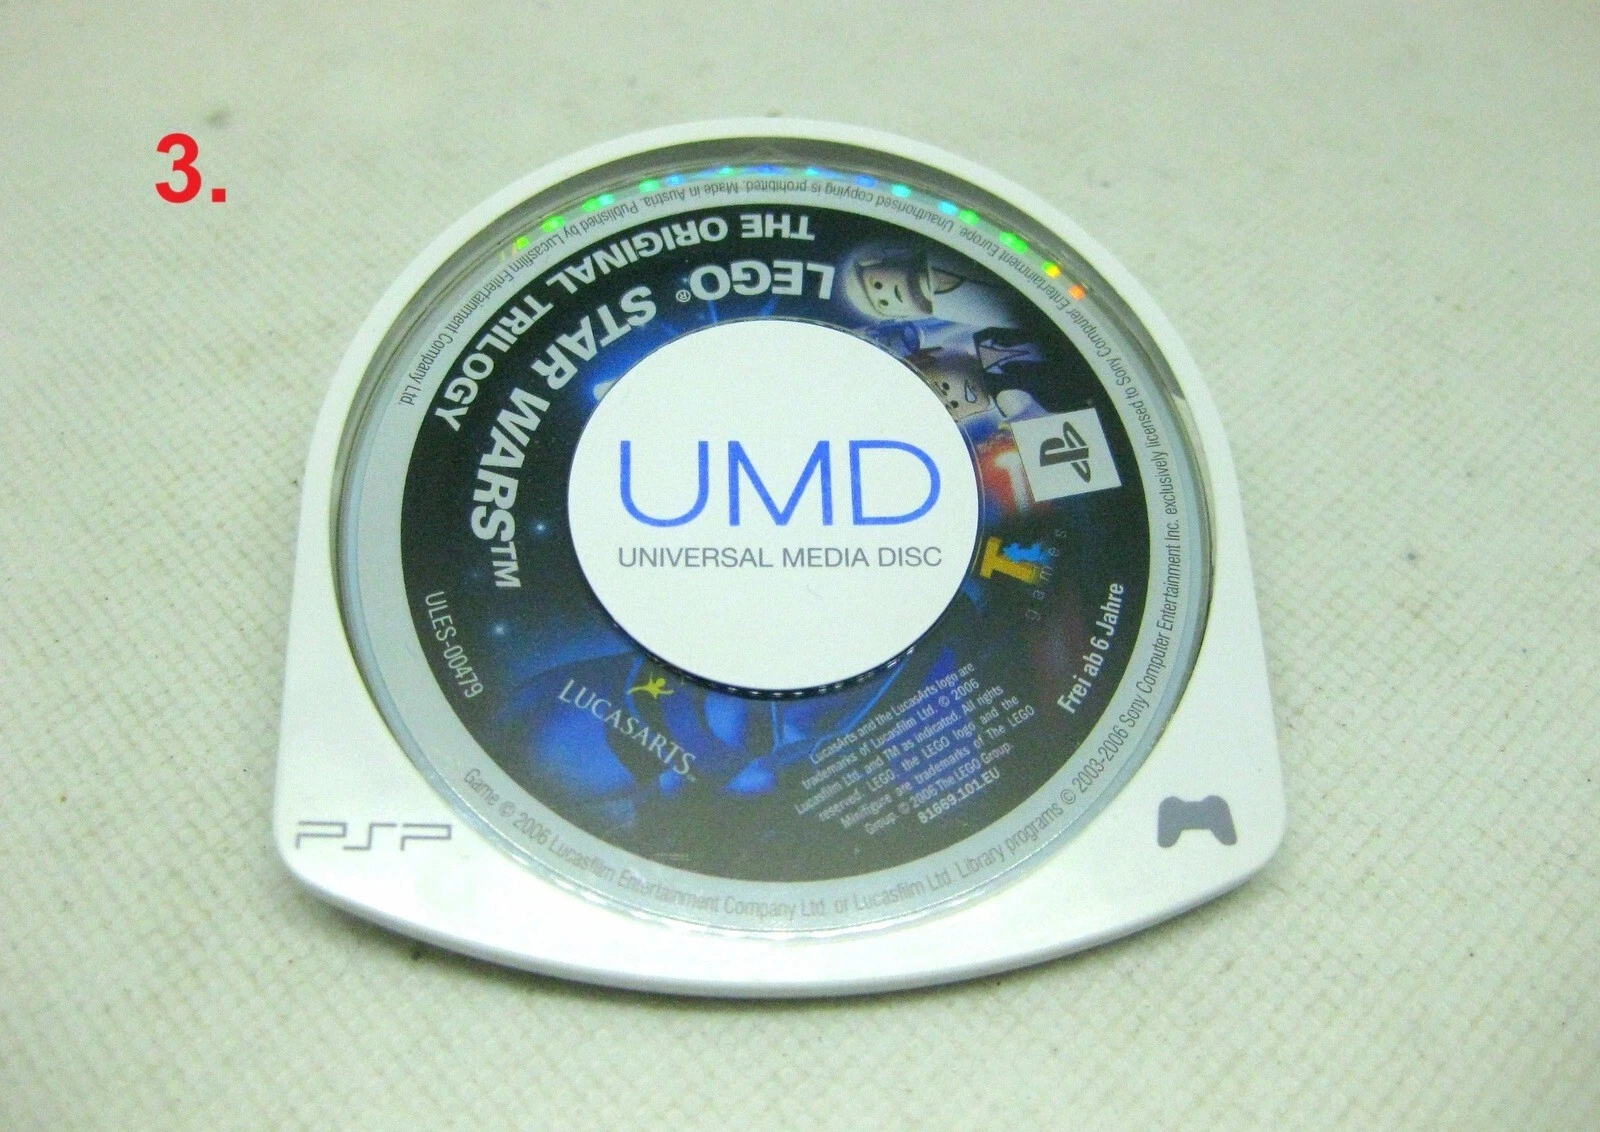 3.
LEGO® STAR WARS™
THE ORIGINAL TRILOGY
UMD
UNIVERSAL MEDIA DISC
Tt
games
Frei ab 6 Jahre
ULES-00479
LUCASARTS™
LucasArts and the LucasArts logo are
trademarks of Lucasfilm Ltd. © 2006
Lucasfilm Ltd. and TM as indicated. All rights
reserved. LEGO, the LEGO logo and the
Minifigure are trademarks of The LEGO
Group. © 2006 The LEGO Group.
81669.101.EU
Game © 2006 Lucasfilm Entertainment Company Ltd. or Lucasfilm Ltd. Library programs © 2003-2006 Sony Computer Entertainment Inc. exclusively licensed to Sony Computer Entertainment Europe. Unauthorised copying is prohibited. Made in Austria. Published by Lucasfilm Entertainment Company Ltd.
PSP